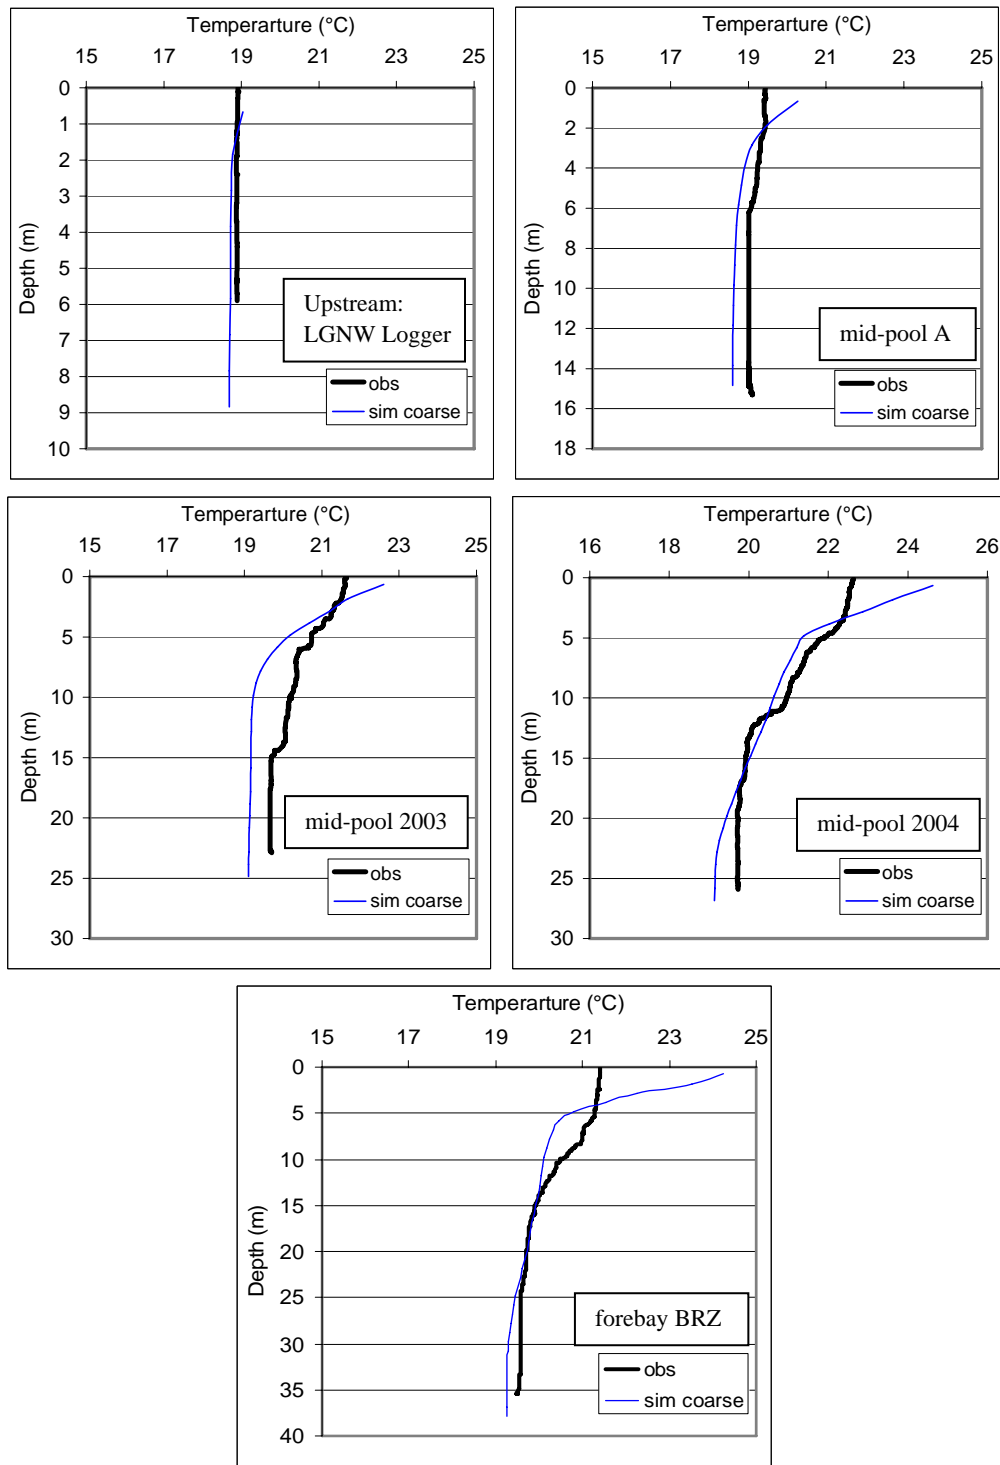 Temperarture (°C)
15 17 19 21 23 25
0
1
2
3
4
5
6
7
8
9
10
Depth (m)
Upstream:
LGNW Logger
obs
sim coarse
Temperarture (°C)
15 17 19 21 23 25
0
2
4
6
8
10
12
14
16
18
Depth (m)
mid-pool A
obs
sim coarse
Temperarture (°C)
15 17 19 21 23 25
0
5
10
15
20
25
30
Depth (m)
mid-pool 2003
obs
sim coarse
Temperarture (°C)
16 18 20 22 24 26
0
5
10
15
20
25
30
Depth (m)
mid-pool 2004
obs
sim coarse
Temperarture (°C)
15 17 19 21 23 25
0
5
10
15
20
25
30
35
40
Depth (m)
forebay BRZ
obs
sim coarse